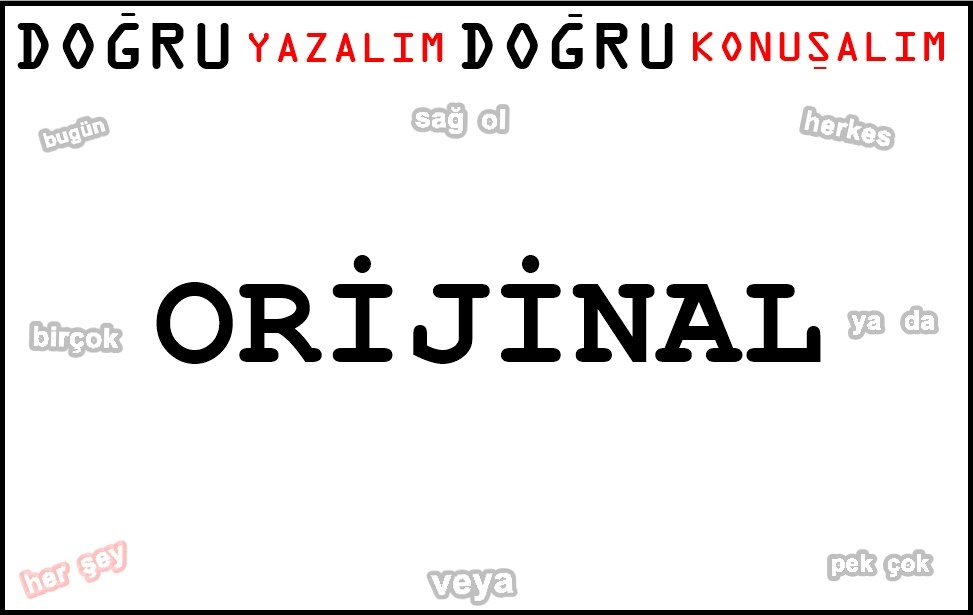 DOĞRU YAZALIM DOĞRU KONUŞALIM
bugün
sağ ol
herkes
ORİJİNAL
birçok
ya da
her şey
veya
pek çok